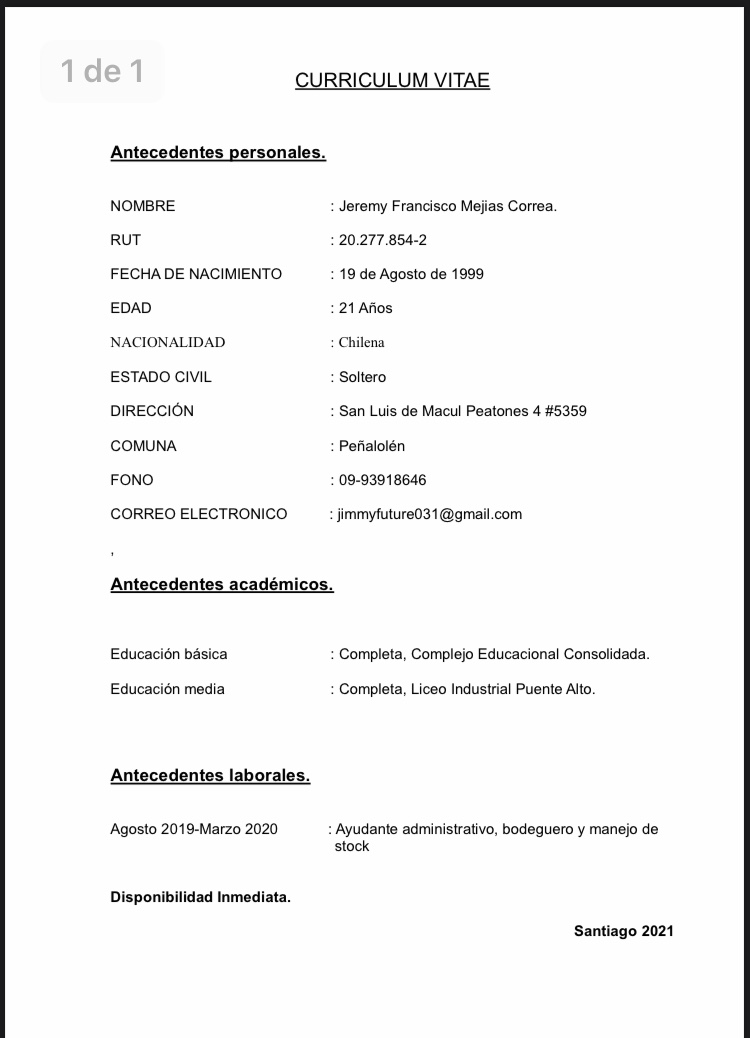 1 de 1
CURRICULUM VITAE
Antecedentes personales.
NOMBRE : Jeremy Francisco Mejias Correa.
RUT : 20.277.854-2
FECHA DE NACIMIENTO : 19 de Agosto de 1999
EDAD : 21 Años
NACIONALIDAD : Chilena
ESTADO CIVIL : Soltero
DIRECCIÓN : San Luis de Macul Peatones 4 #5359
COMUNA : Peñalolén
FONO : 09-93918646
CORREO ELECTRONICO : jimmyfuture031@gmail.com
,
Antecedentes académicos.
Educación básica : Completa, Complejo Educacional Consolidada.
Educación media : Completa, Liceo Industrial Puente Alto.
Antecedentes laborales.
Agosto 2019-Marzo 2020 : Ayudante administrativo, bodeguero y manejo de
stock
Disponibilidad Inmediata.
Santiago 2021